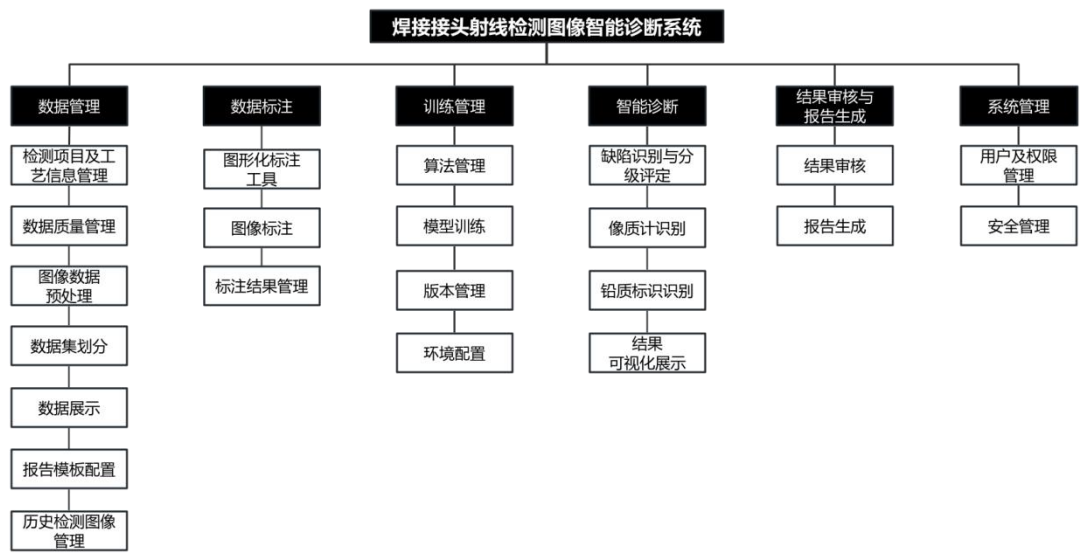 焊接接头射线检测图像智能诊断系统
数据管理
检测项目及工
艺信息管理
数据质量管理
图像数据
预处理
数据集划分
数据展示
报告模板配置
历史检测图像
管理
数据标注
图形化标注
工具
图像标注
标注结果管理
训练管理
算法管理
模型训练
版本管理
环境配置
智能诊断
缺陷识别与分
级评定
像质计识别
铅质标识识别
结果
可视化展示
结果审核与
报告生成
结果审核
报告生成
系统管理
用户及权限
管理
安全管理